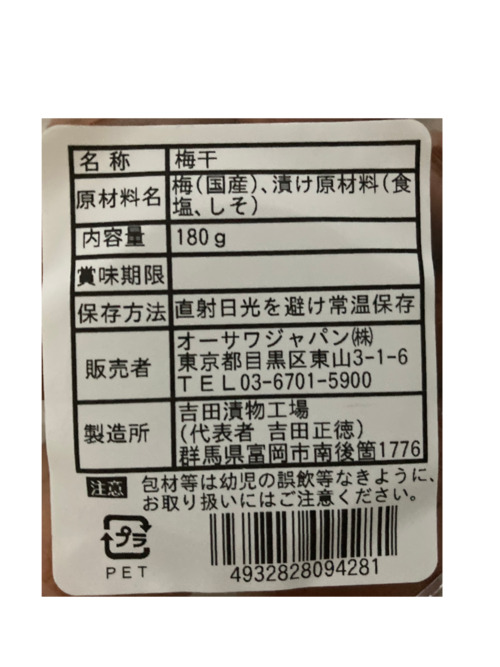 名称 梅干
原材料名 梅(国産)、漬け原材料(食
塩、しそ)
内容量 180g
賞味期限
保存方法 直射日光を避け常温保存
販売者 オーサワジャパン㈱
東京都目黒区東山3-1-6
TEL03-6701-5900
製造所 吉田漬物工場
(代表者 吉田正徳)
群馬県富岡市南後箇1776
注意 包材等は幼児の誤飲等なきように、
お取り扱いにはご注意ください。
プラ
PET
4932828094281